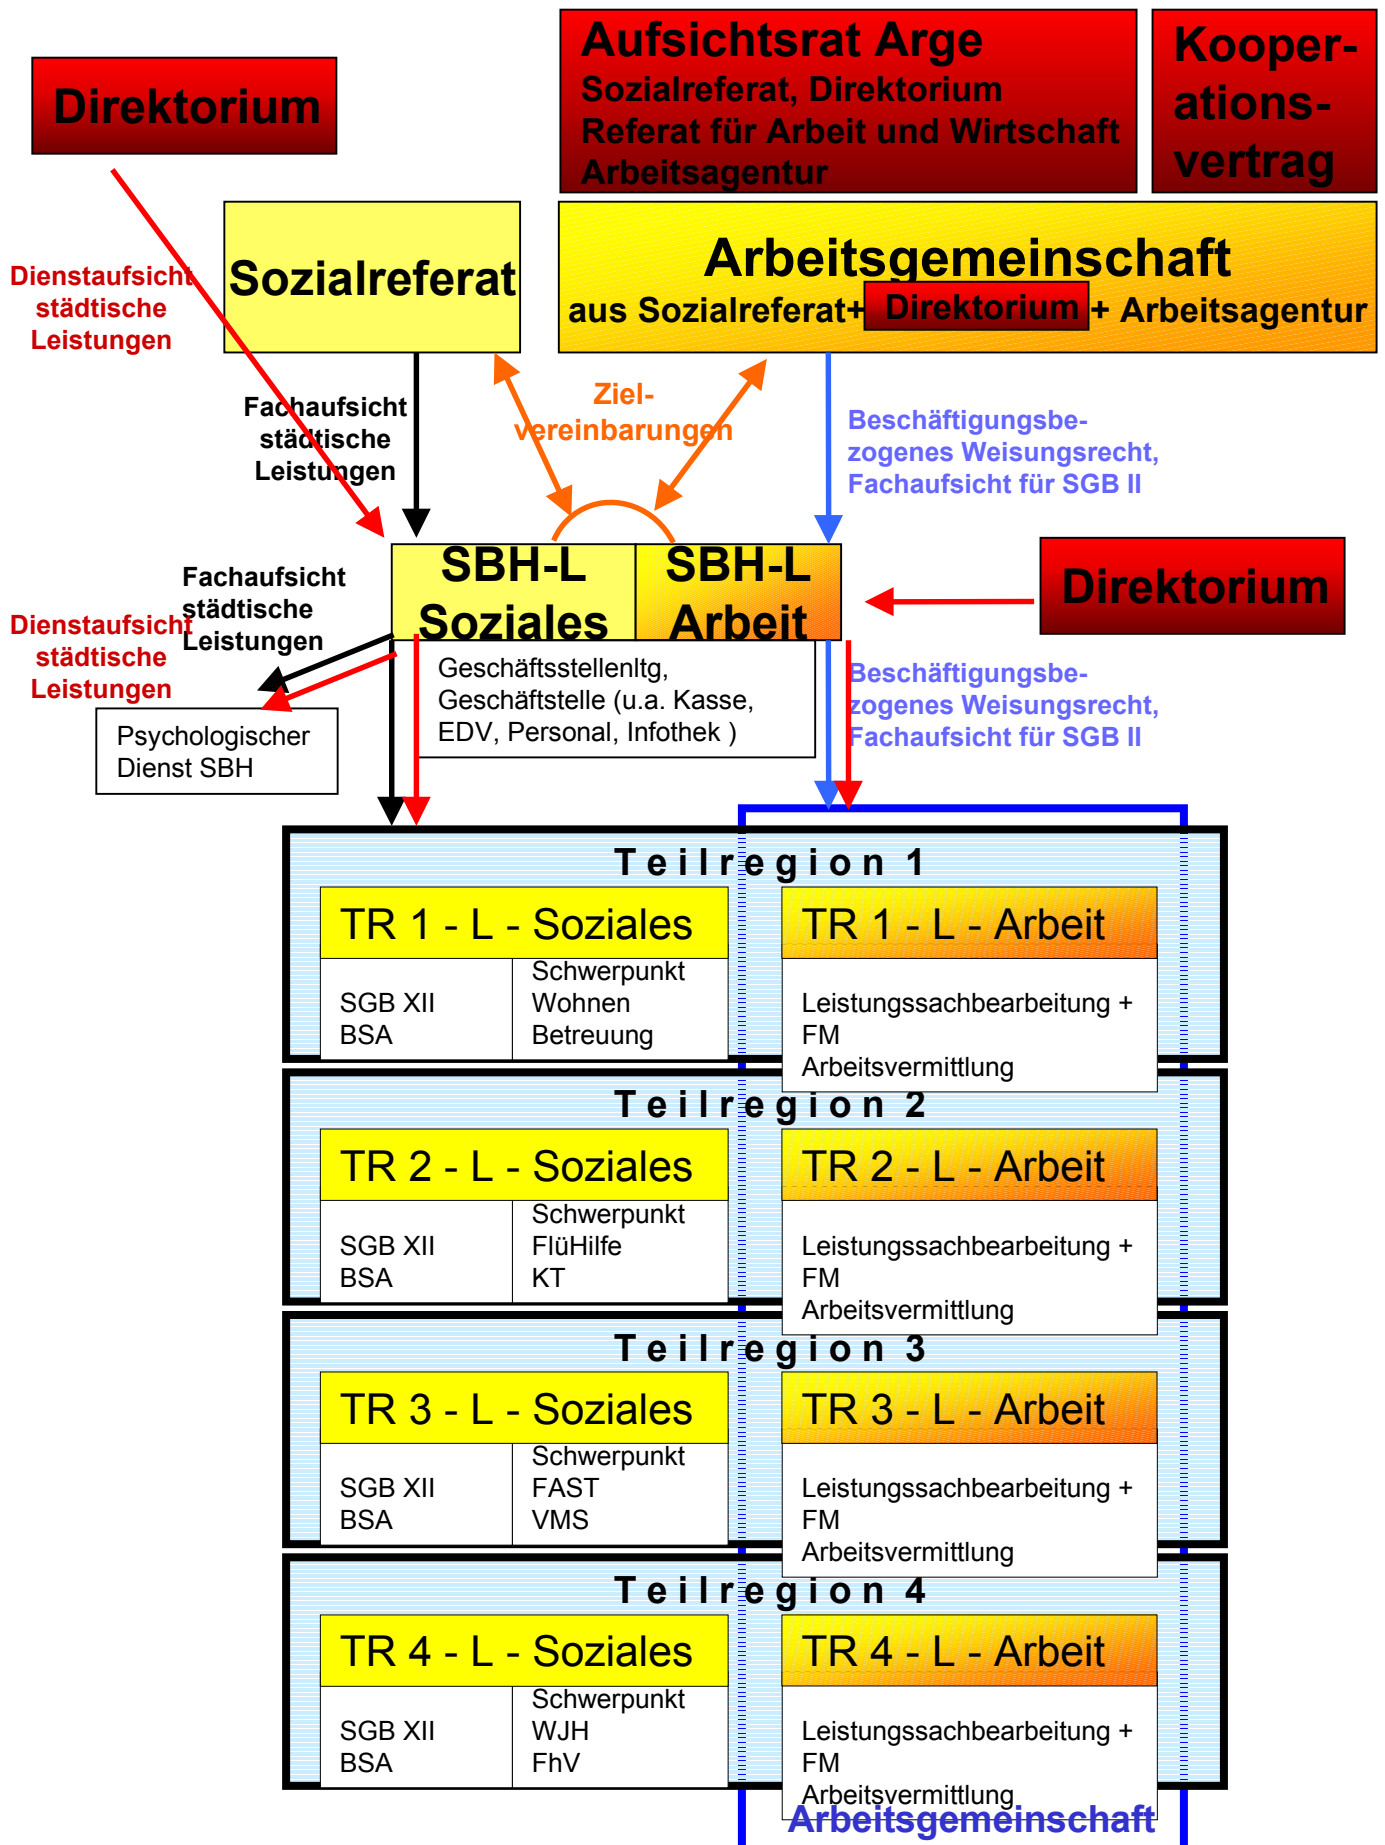 Direktorium
Aufsichtsrat Arge
Sozialreferat, Direktorium
Referat für Arbeit und Wirtschaft
Arbeitsagentur
Kooper-
ations-
vertrag
Sozialreferat
Arbeitsgemeinschaft
aus Sozialreferat+ Direktorium + Arbeitsagentur
Dienstaufsicht
städtische
Leistungen
Fachaufsicht
städtische
Leistungen
Ziel-
vereinbarungen
Beschäftigungsbe-
zogenes Weisungsrecht,
Fachaufsicht für SGB II
SBH-L
Soziales
SBH-L
Arbeit
Direktorium
Fachaufsicht
städtische
Leistungen
Dienstaufsicht
städtische
Leistungen
Geschäftsstellenltg,
Geschäftstelle (u.a. Kasse,
EDV, Personal, Infothek )
Beschäftigungsbe-
zogenes Weisungsrecht,
Fachaufsicht für SGB II
Psychologischer
Dienst SBH
Teilregion 1
TR 1 - L - Soziales
SGB XII
BSA
Schwerpunkt
Wohnen
Betreuung
TR 1 - L - Arbeit
Leistungssachbearbeitung +
FM
Arbeitsvermittlung
Teilregion 2
TR 2 - L - Soziales
SGB XII
BSA
Schwerpunkt
FlüHilfe
KT
TR 2 - L - Arbeit
Leistungssachbearbeitung +
FM
Arbeitsvermittlung
Teilregion 3
TR 3 - L - Soziales
SGB XII
BSA
Schwerpunkt
FAST
VMS
TR 3 - L - Arbeit
Leistungssachbearbeitung +
FM
Arbeitsvermittlung
Teilregion 4
TR 4 - L - Soziales
SGB XII
BSA
Schwerpunkt
WJH
FhV
TR 4 - L - Arbeit
Leistungssachbearbeitung +
FM
Arbeitsvermittlung
Arbeitsgemeinschaft